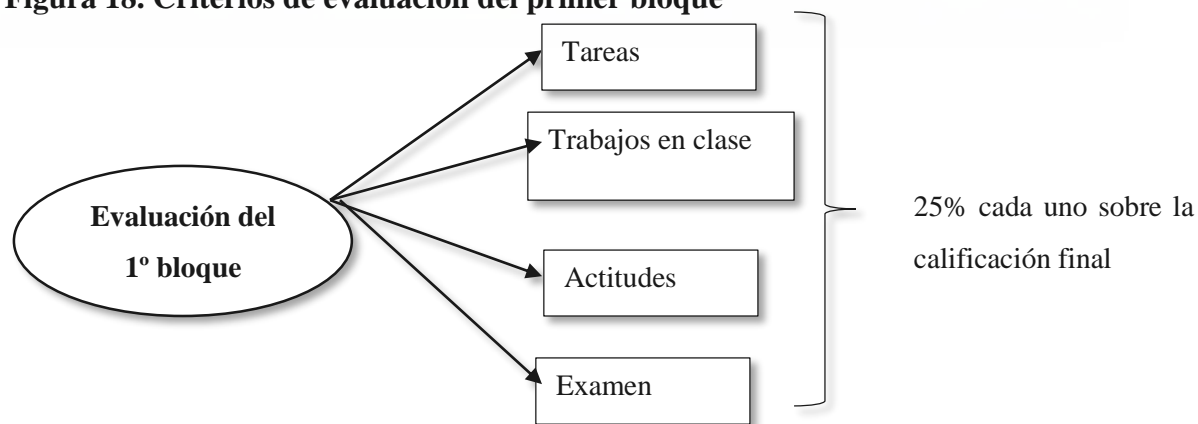 Figura 18. Criterios de evaluación del primer bloque
Tareas
Trabajos en clase
Evaluación del
1º bloque
25% cada uno sobre la
calificación final
Actitudes
Examen